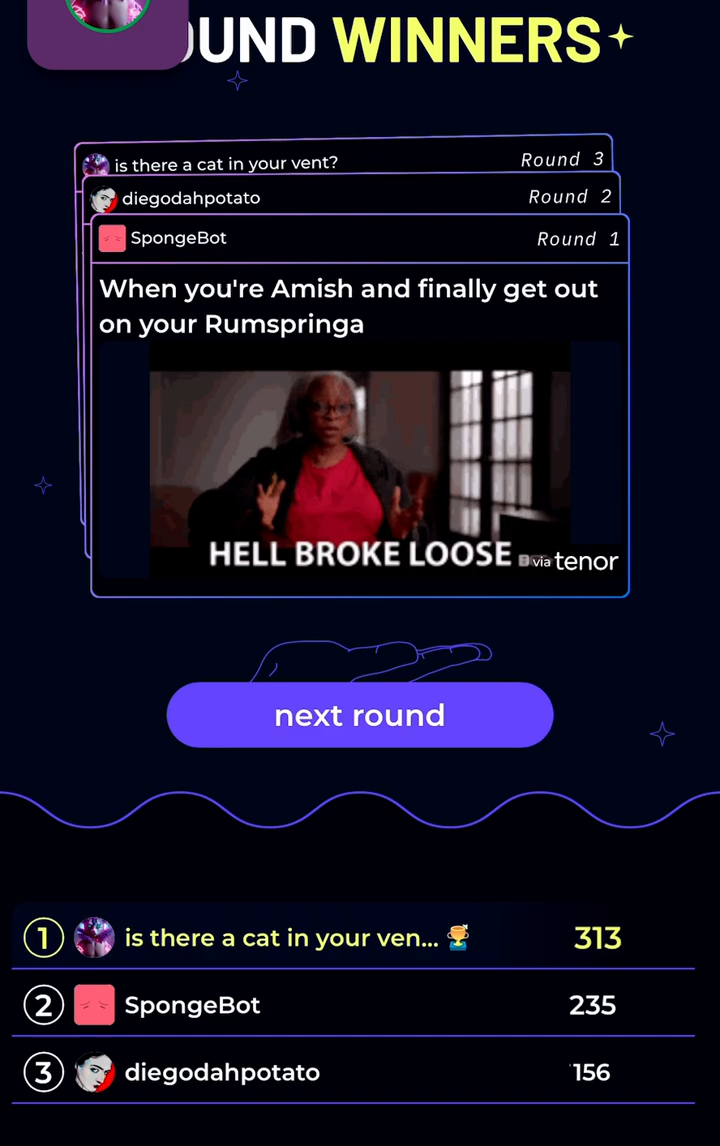 OUND WINNERS
is there a cat in your vent? Round 3
diegodahpotato Round 2
SpongeBot Round 1
When you're Amish and finally get out
on your Rumspringa
HELL BROKE LOOSE
via tenor
next round
1 is there a cat in your ven... 313
2 SpongeBot 235
3 diegodahpotato 156